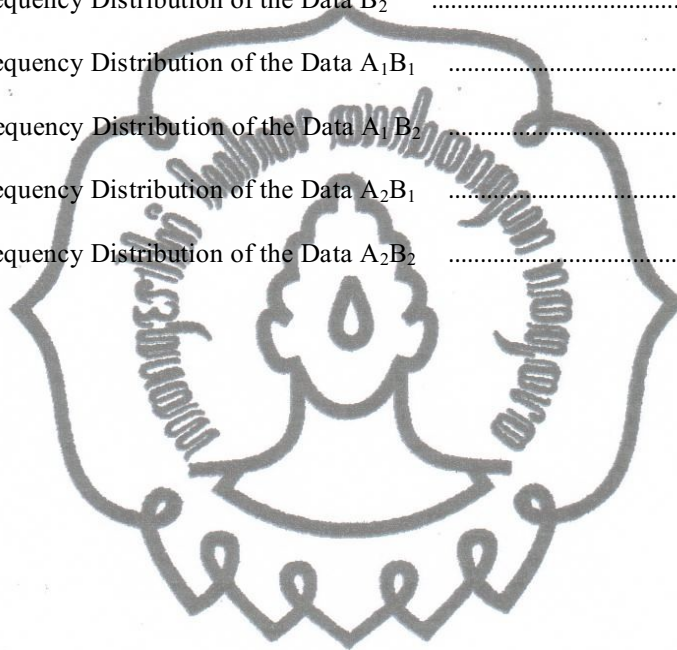 equency Distribution of the Data B₂ ........................................
equency Distribution of the Data A₁B₁ ........................................
equency Distribution of the Data A₁B₂ ........................................
equency Distribution of the Data A₂B₁ ........................................
equency Distribution of the Data A₂B₂ ........................................